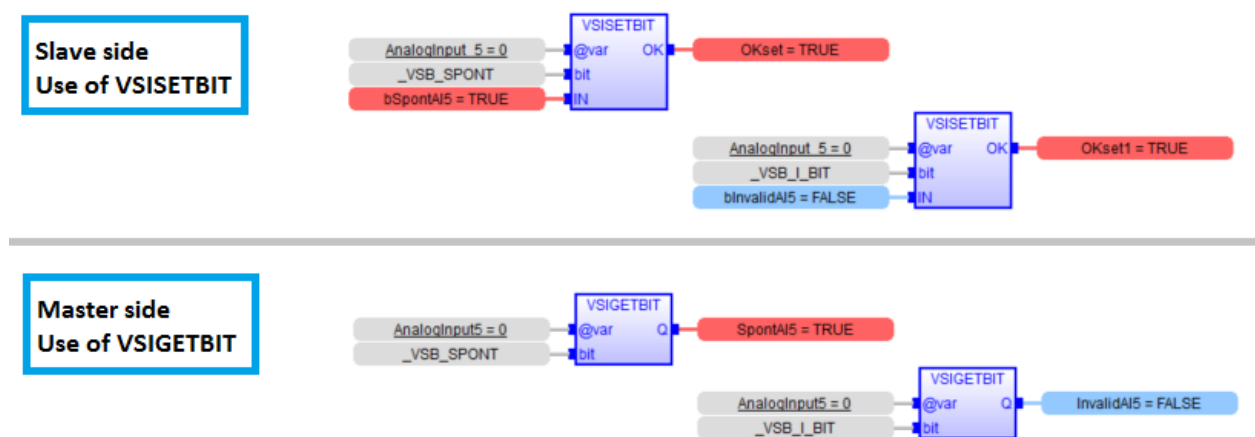 Slave side
Use of VSISETBIT
VSISETBIT
AnalogInput_5 = 0 @var OK OKset = TRUE
_VSB_SPONT bit
bSpontAI5 = TRUE IN
VSISETBIT
AnalogInput_5 = 0 @var OK OKset1 = TRUE
_VSB_I_BIT bit
bInvalidAI5 = FALSE IN
Master side
Use of VSIGETBIT
VSIGETBIT
AnalogInput5 = 0 @var Q SpontAI5 = TRUE
_VSB_SPONT bit
VSIGETBIT
AnalogInput5 = 0 @var Q InvalidAI5 = FALSE
_VSB_I_BIT bit